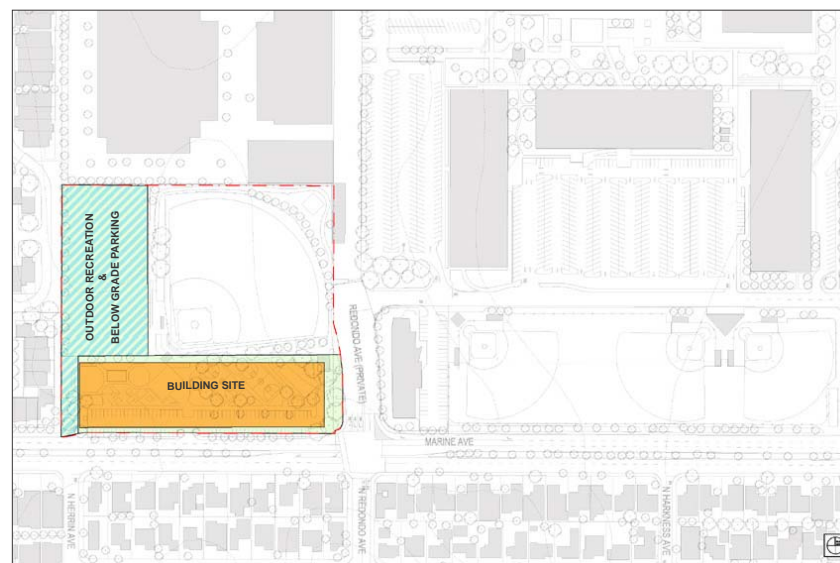 OUTDOOR RECREATION
&
BELOW GRADE PARKING
BUILDING SITE
REDONDO AVE (PRIVATE)
MARINE AVE
N HERRIN AVE
N REDONDO AVE
N HARKNESS AVE